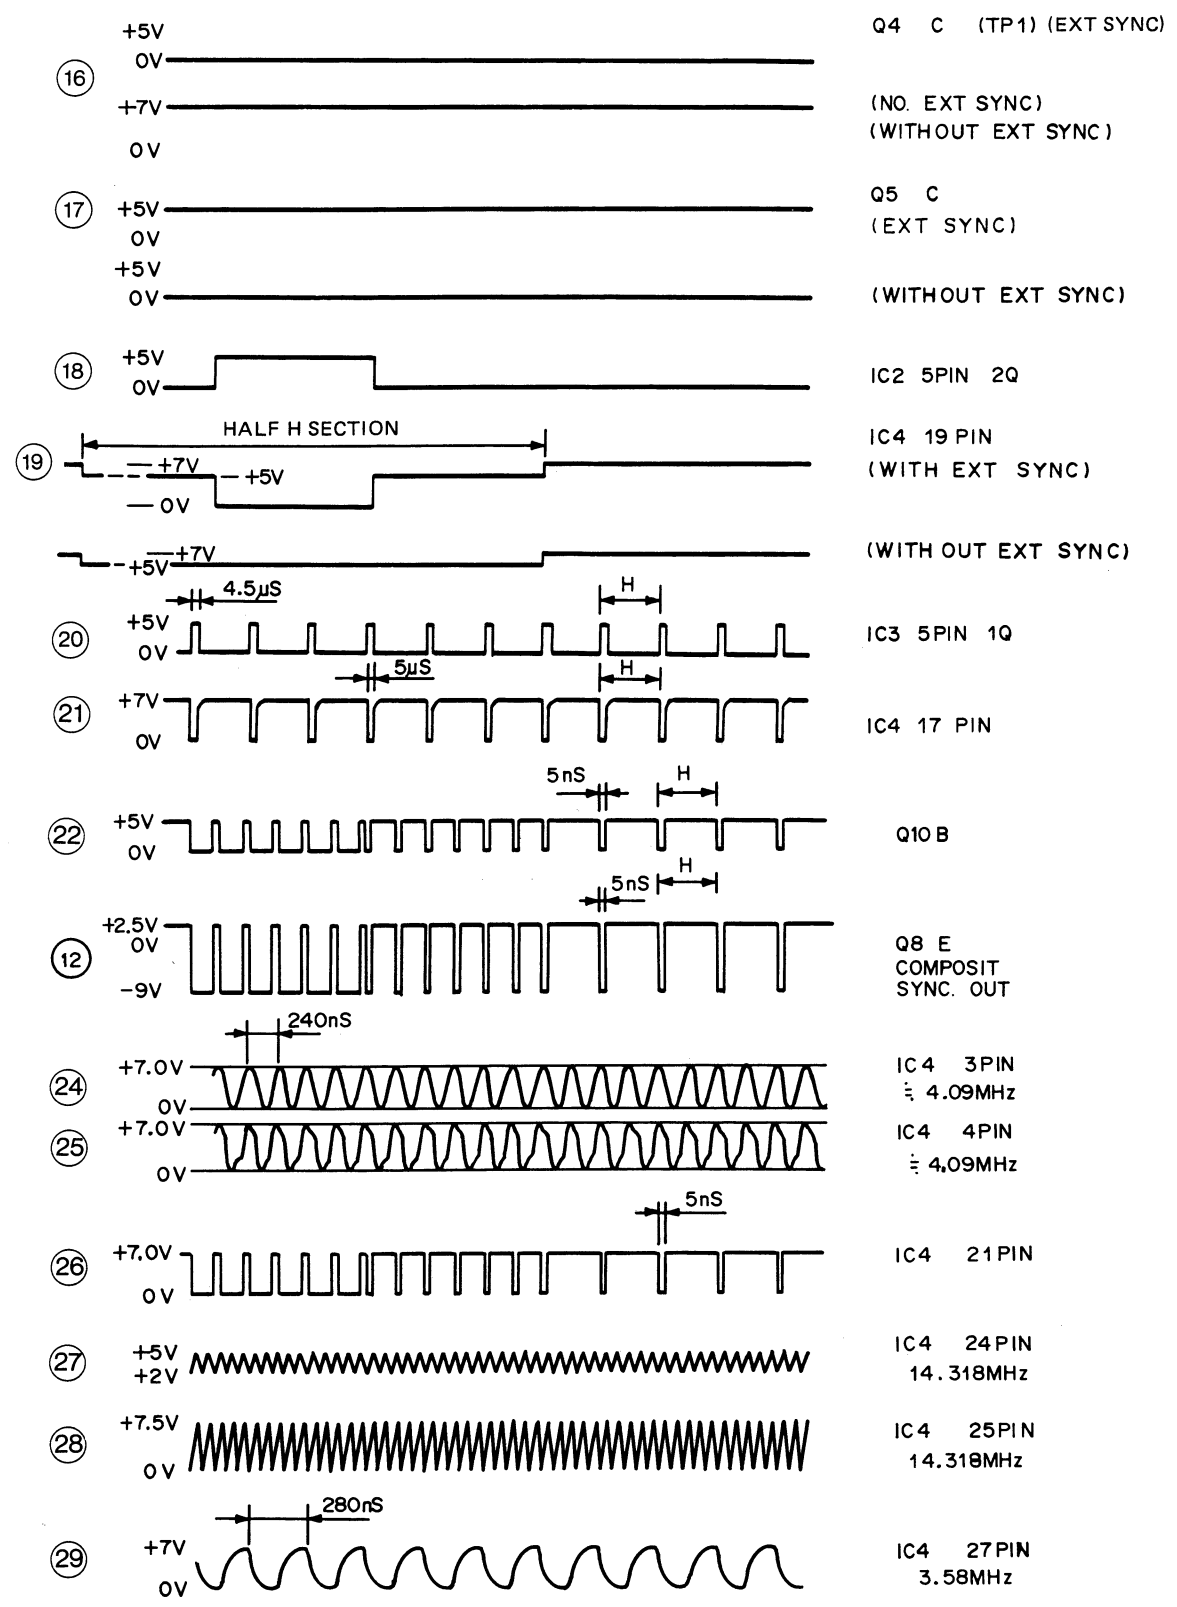 +5V
Q4 C (TP1) (EXT SYNC)
0V
16
+7V
(NO. EXT SYNC)
(WITHOUT EXT SYNC)
0V
Q5 C
17
+5V
(EXT SYNC)
0V
+5V
0V
(WITHOUT EXT SYNC)
18
+5V
0V
IC2 5PIN 2Q
HALF H SECTION
IC4 19 PIN
19
+7V
+5V
(WITH EXT SYNC)
0V
+7V
+5V
(WITH OUT EXT SYNC)
4.5μS
H
20
+5V
0V
IC3 5PIN 1Q
5μS
H
21
+7V
0V
IC4 17 PIN
5nS
H
22
+5V
0V
Q10 B
5nS
H
+2.5V
0V
12
-9V
Q8 E
COMPOSIT
SYNC. OUT
240nS
24
+7.0V
0V
IC4 3PIN
≒ 4.09MHz
25
+7.0V
0V
IC4 4PIN
≒ 4.09MHz
5nS
26
+7.0V
0V
IC4 21PIN
27
+5V
+2V
IC4 24PIN
14.318MHz
28
+7.5V
0V
IC4 25PIN
14.318MHz
280nS
29
+7V
0V
IC4 27PIN
3.58MHz